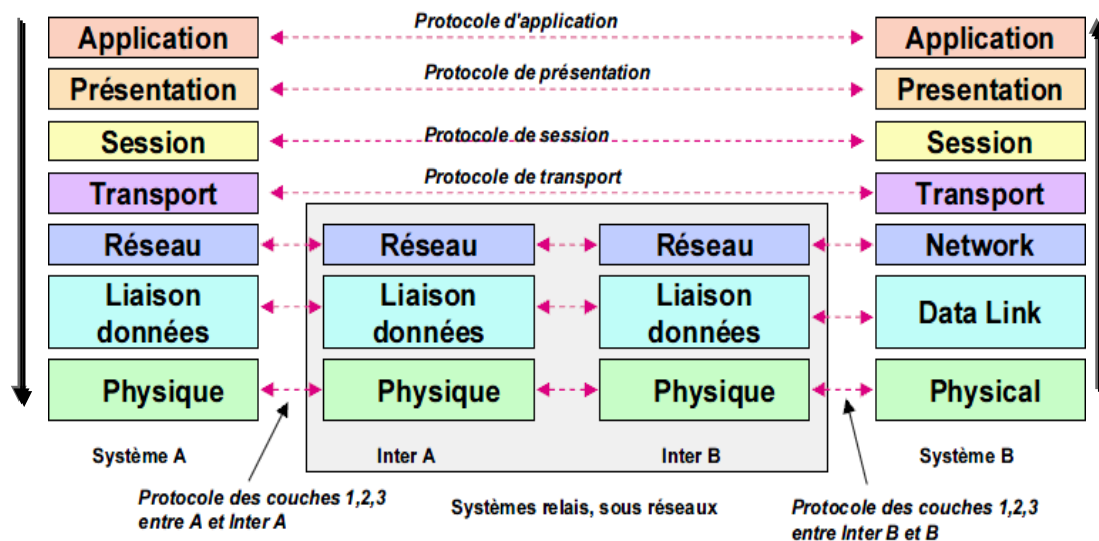 Protocole d'application
Application
Application
Protocole de présentation
Présentation
Presentation
Protocole de session
Session
Session
Protocole de transport
Transport
Transport
Réseau
Réseau
Réseau
Network
Liaison
données
Liaison
données
Liaison
données
Data Link
Physique
Physique
Physique
Physical
Système A
Inter A
Inter B
Système B
Protocole des couches 1,2,3
entre A et Inter A
Systèmes relais, sous réseaux
Protocole des couches 1,2,3
entre Inter B et B